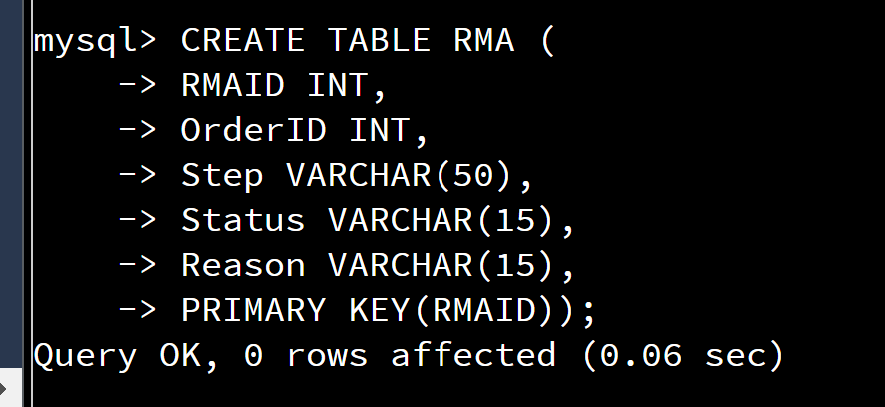 mysql> CREATE TABLE RMA (
    -> RMAID INT,
    -> OrderID INT,
    -> Step VARCHAR(50),
    -> Status VARCHAR(15),
    -> Reason VARCHAR(15),
    -> PRIMARY KEY(RMAID));
Query OK, 0 rows affected (0.06 sec)